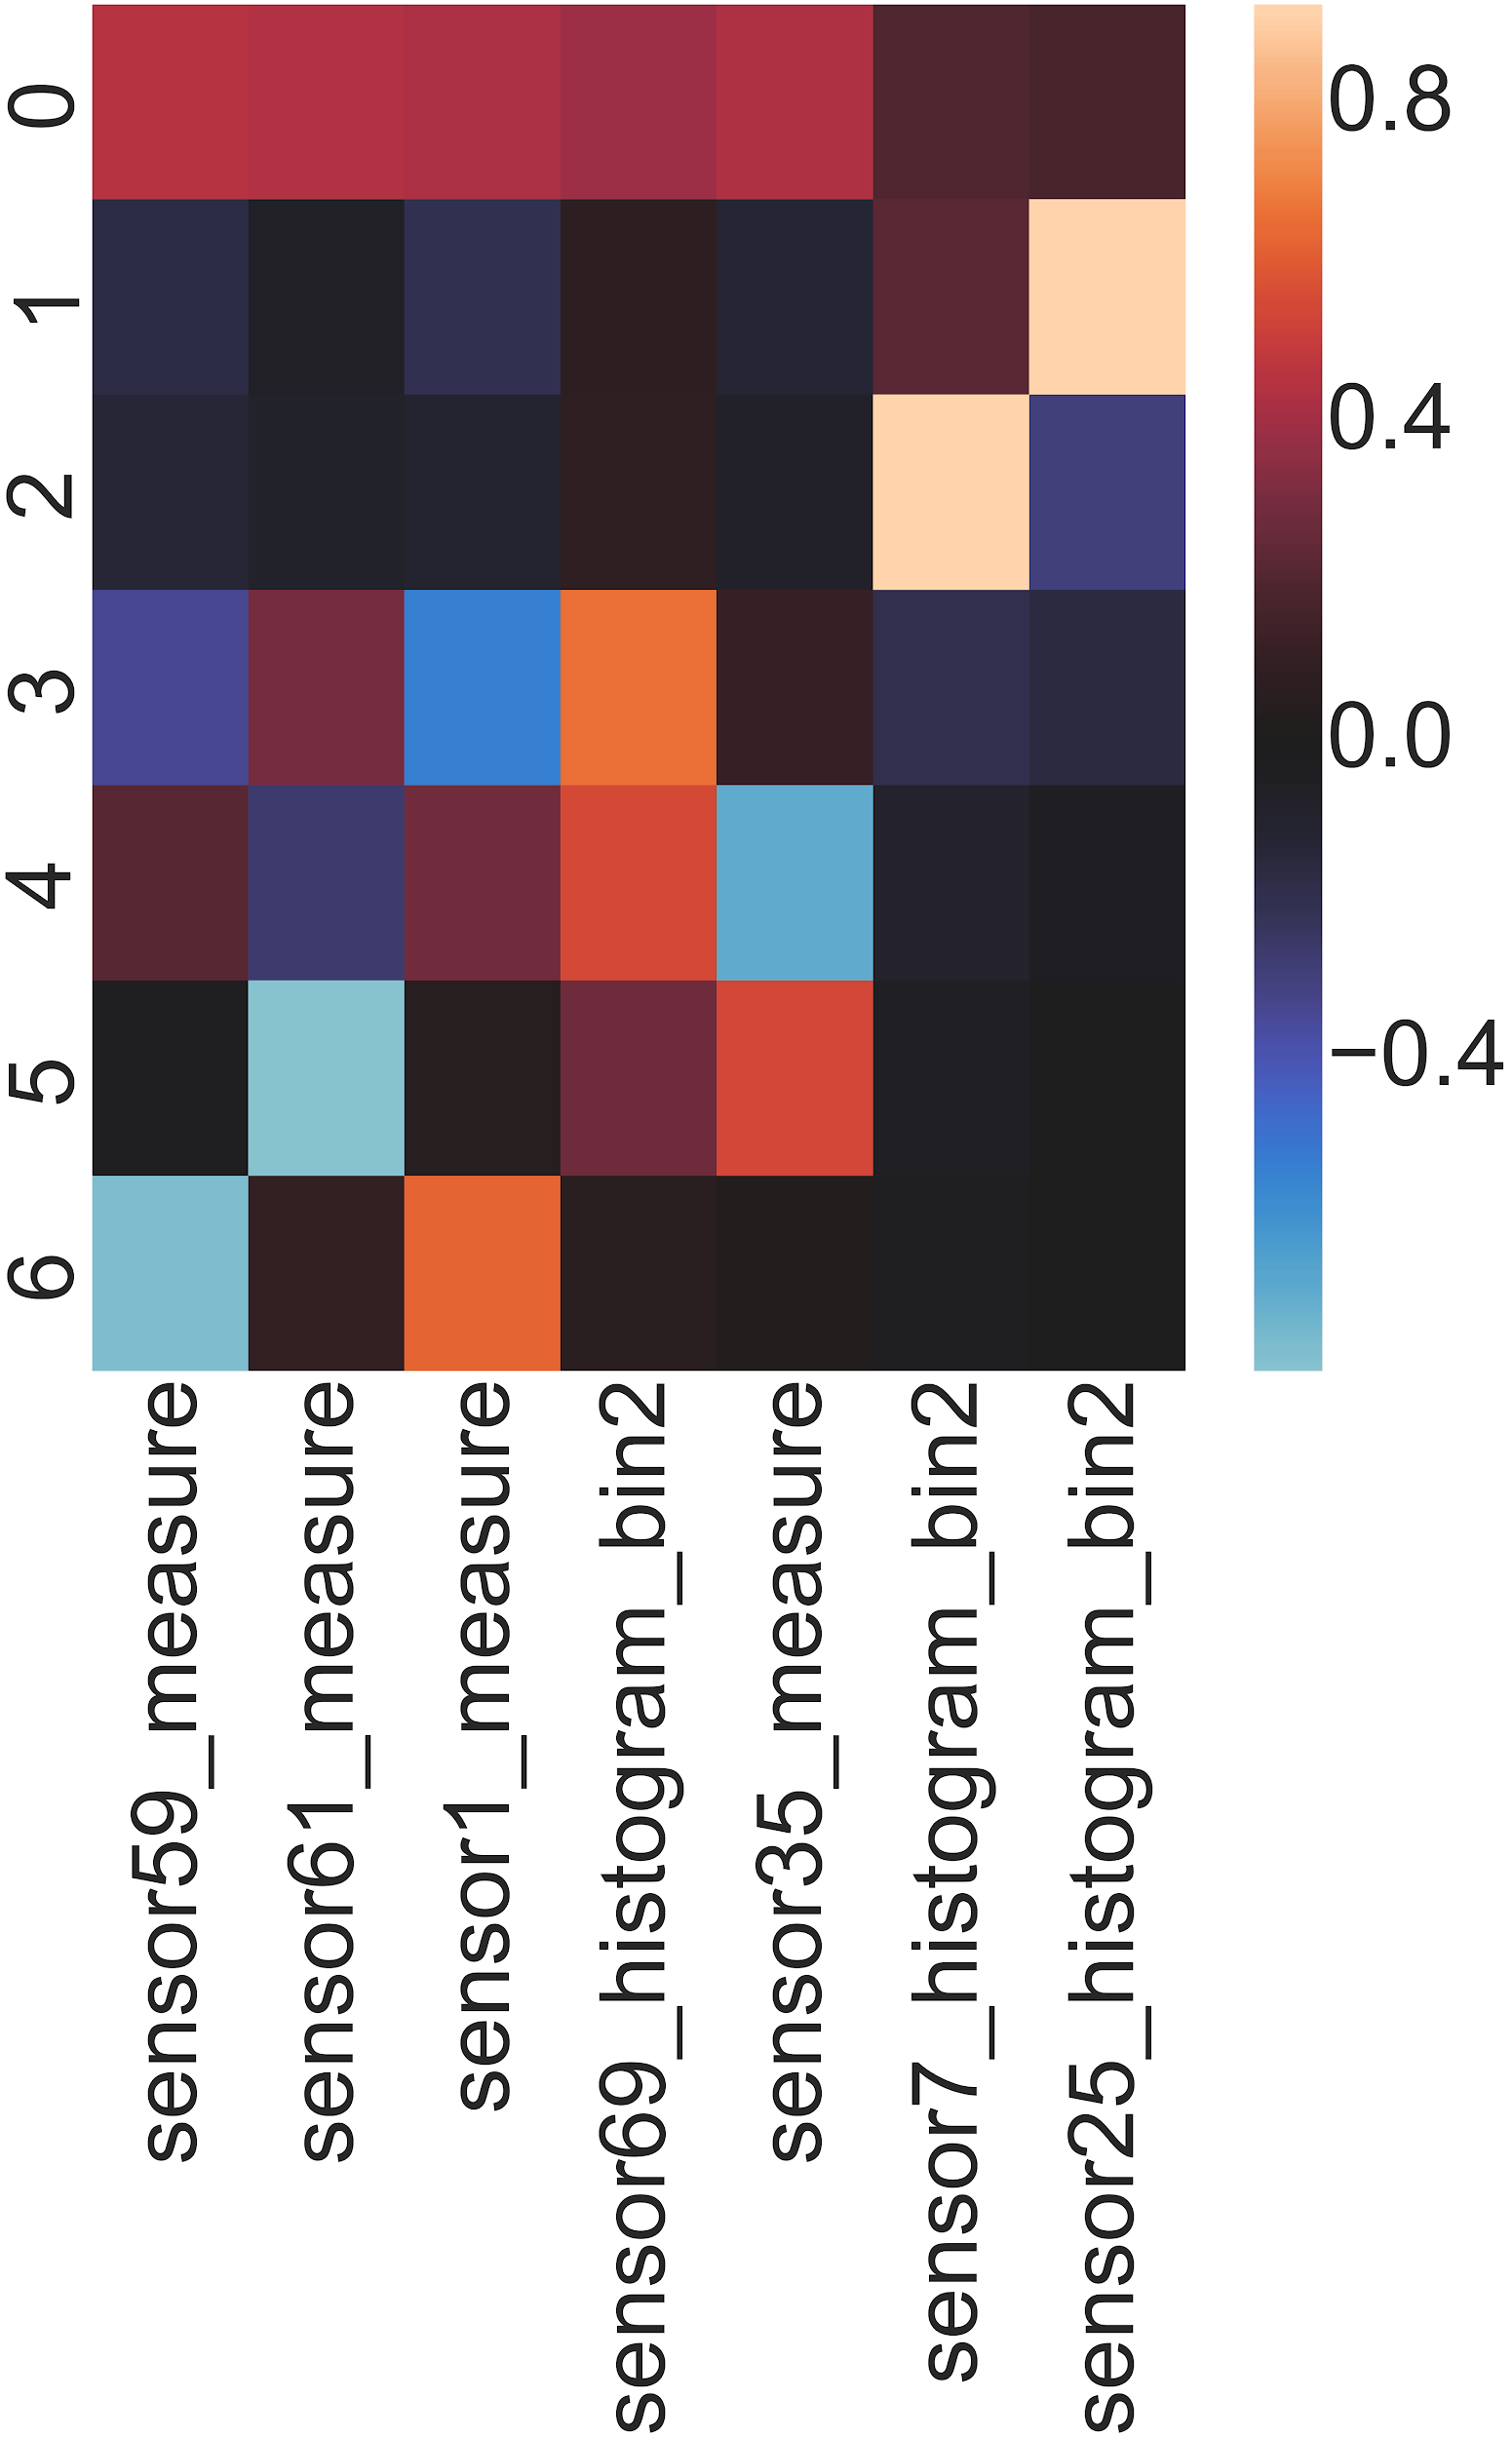 0
1
2
3
4
5
6
0.8
0.4
0.0
−0.4
sensor59_measure
sensor61_measure
sensor1_measure
sensor69_histogram_bin2
sensor35_measure
sensor7_histogram_bin2
sensor25_histogram_bin2